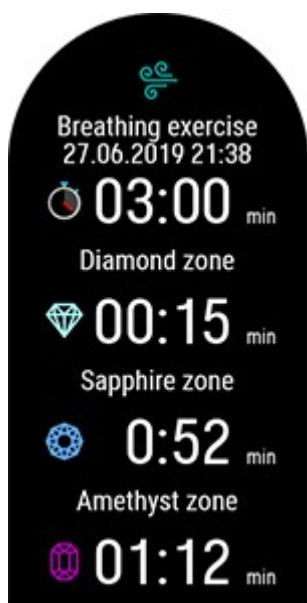 Breathing exercise
27.06.2019 21:38
03:00 min
Diamond zone
00:15 min
Sapphire zone
0:52 min
Amethyst zone
01:12 min